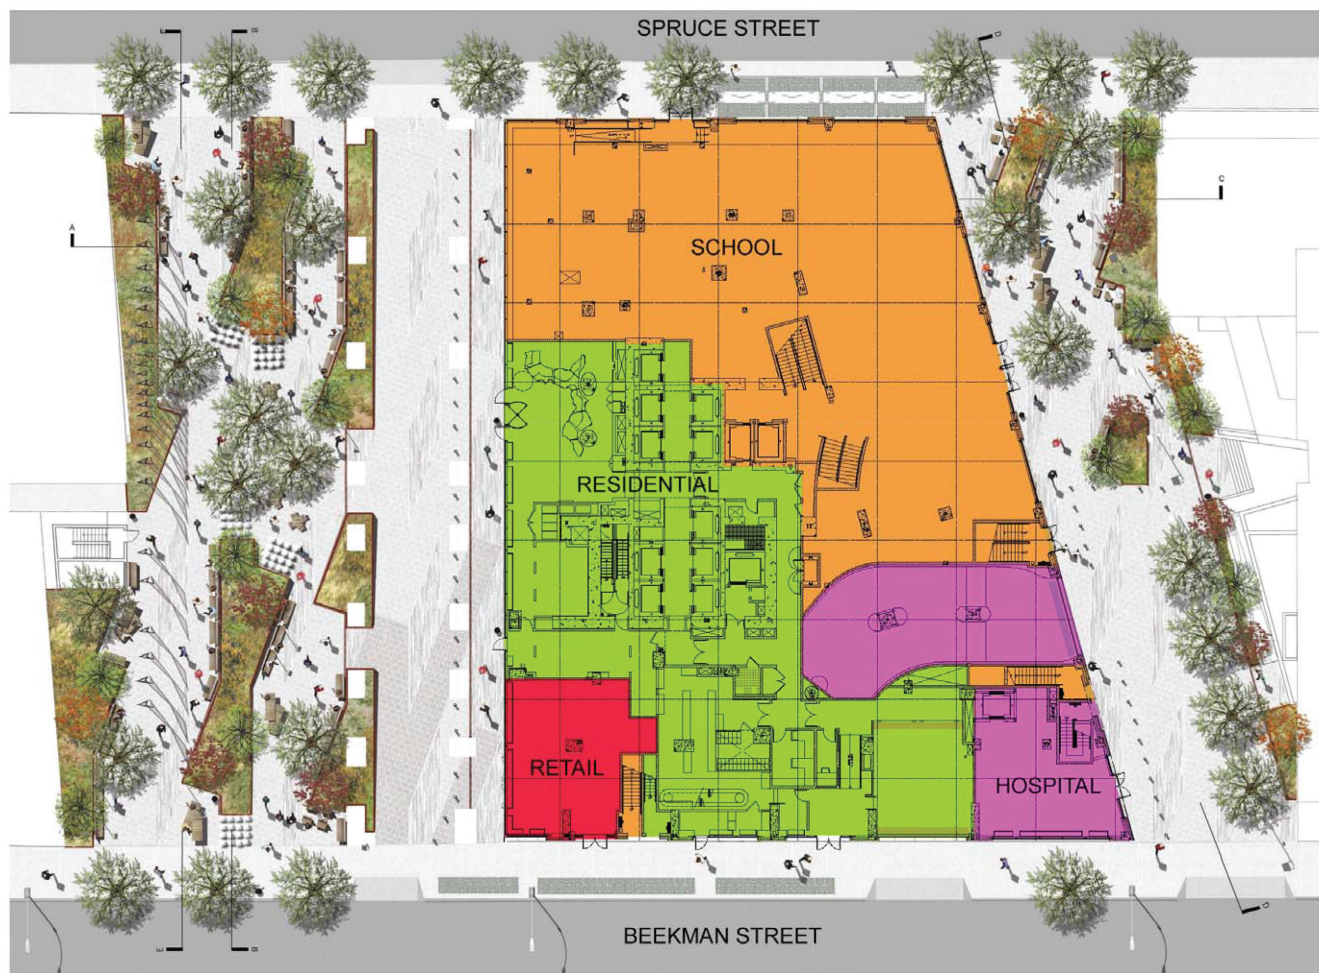 SPRUCE STREET
C
A
SCHOOL
RESIDENTIAL
RETAIL
HOSPITAL
BEEKMAN STREET